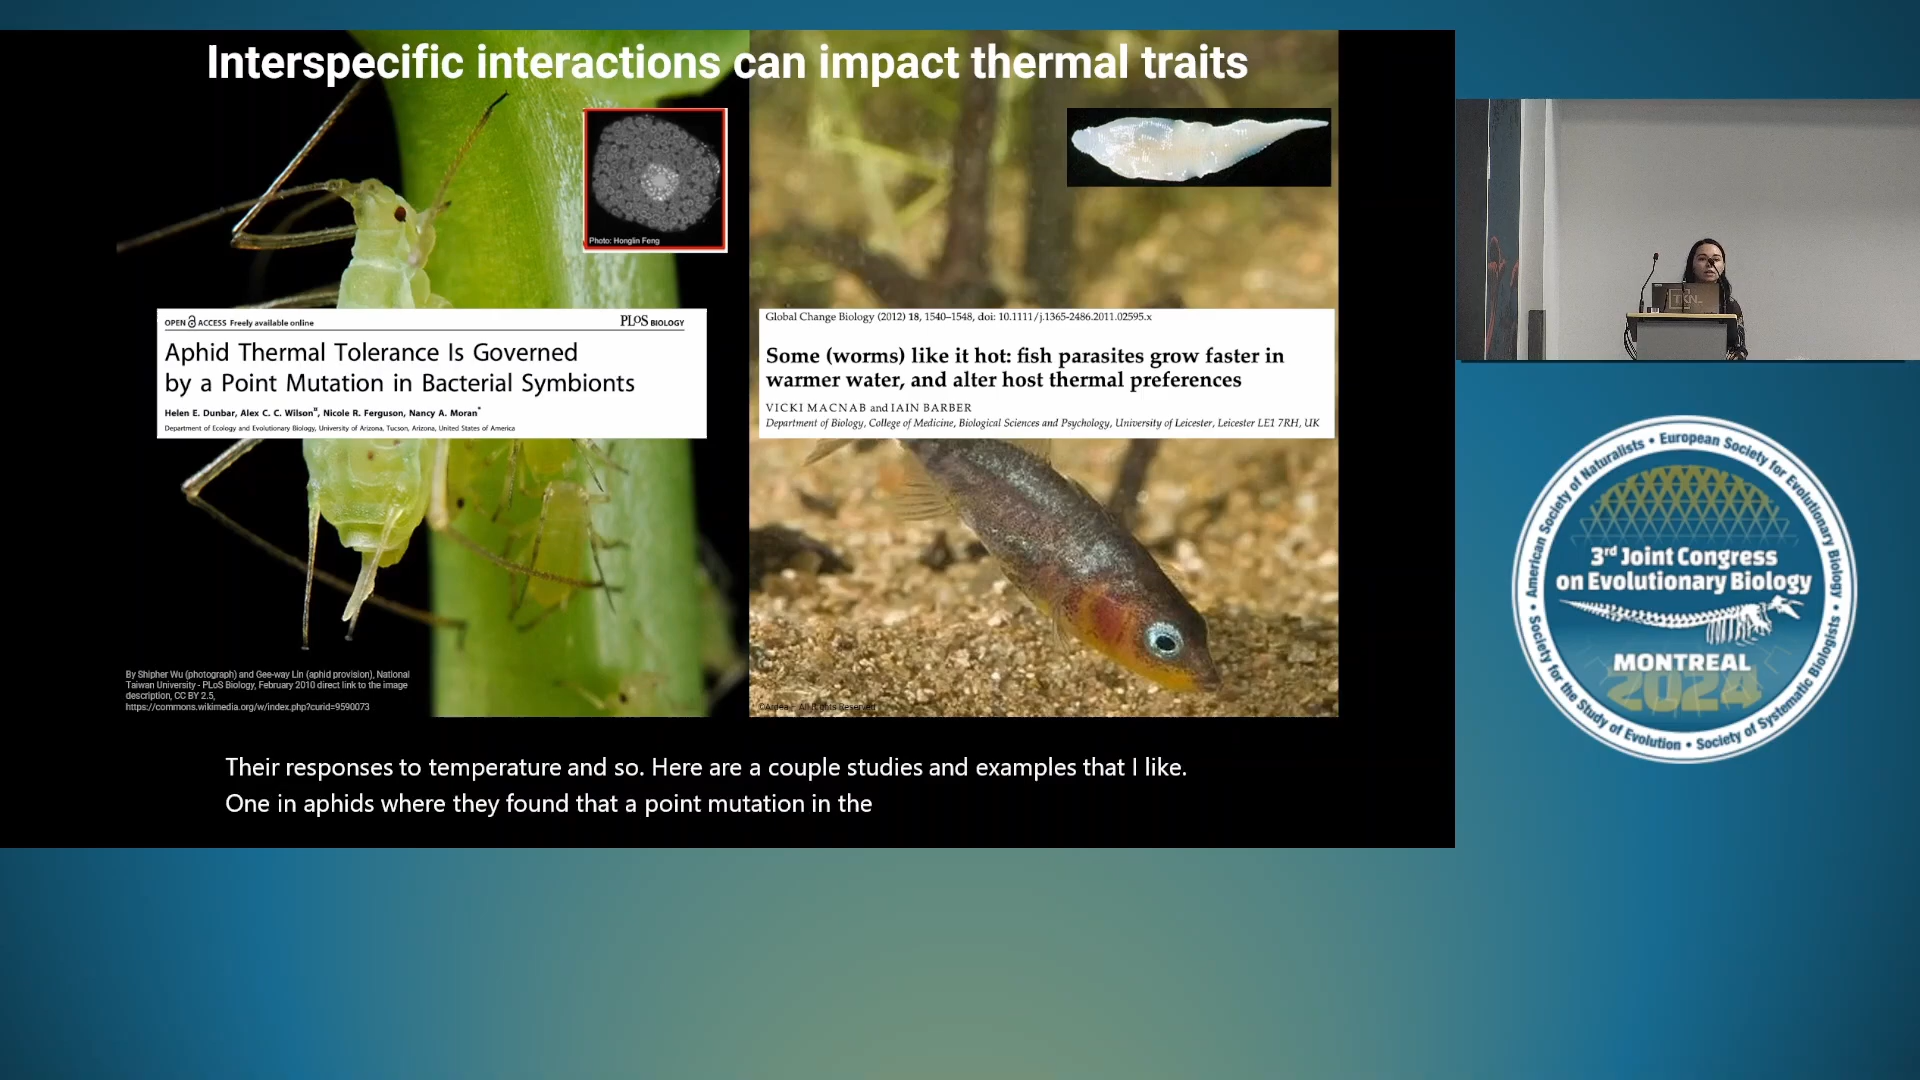 Interspecific interactions can impact thermal traits
Photo: Honglin Feng
OPEN ACCESS Freely available online
PLoS BIOLOGY
Aphid Thermal Tolerance Is Governed
by a Point Mutation in Bacterial Symbionts
Helen E. Dunbar, Alex C. C. Wilson¤, Nicole R. Ferguson, Nancy A. Moran*
Department of Ecology and Evolutionary Biology, University of Arizona, Tucson, Arizona, United States of America
By Shipher Wu (photograph) and Gee-way Lin (aphid provision), National
Taiwan University - PLoS Biology, February 2010 direct link to the image
description, CC BY 2.5,
https://commons.wikimedia.org/w/index.php?curid=9590073
Global Change Biology (2012) 18, 1540–1548, doi: 10.1111/j.1365-2486.2011.02595.x
Some (worms) like it hot: fish parasites grow faster in
warmer water, and alter host thermal preferences
VICKI MACNAB and IAIN BARBER
Department of Biology, College of Medicine, Biological Sciences and Psychology, University of Leicester, Leicester LE1 7RH, UK
©Ardea - All Rights Reserved
Their responses to temperature and so. Here are a couple studies and examples that I like.
One in aphids where they found that a point mutation in the
TKN
American Society of Naturalists • European Society for Evolutionary Biology •
Society for the Study of Evolution • Society of Systematic Biologists •
3rd Joint Congress
on Evolutionary Biology
MONTREAL
2024